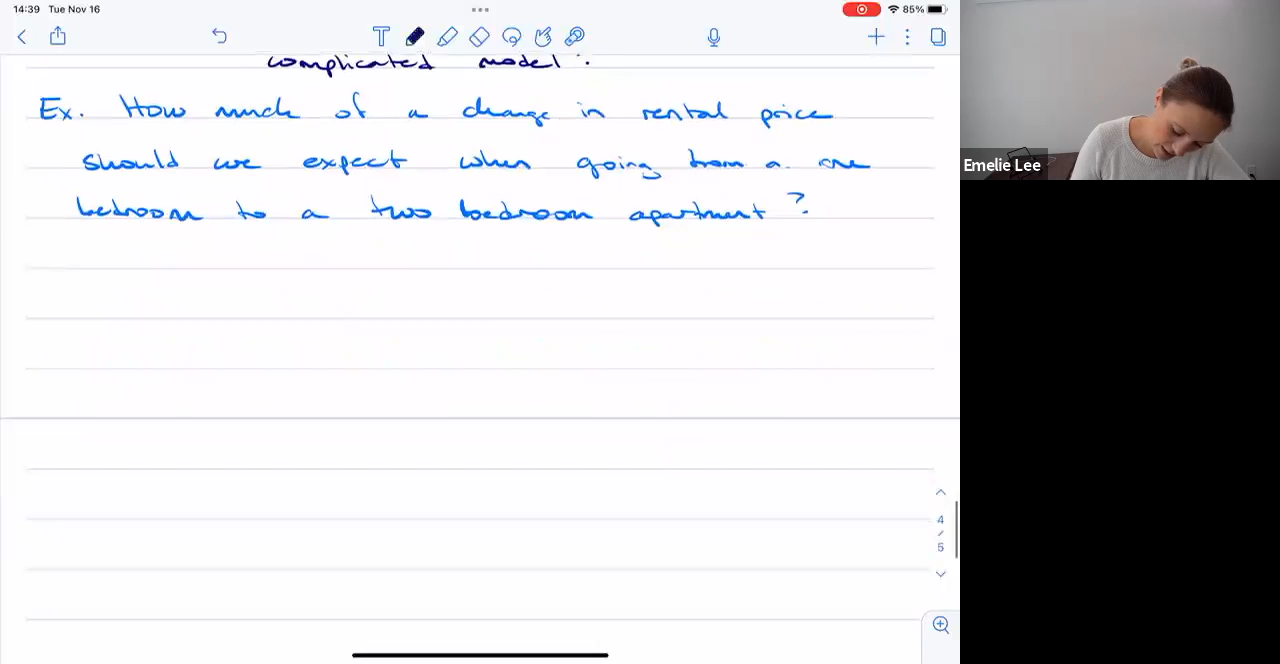 14:39 Tue Nov 16
85%
complicated model.
Ex. How much of a change in rental price
should we expect when going from a one
bedroom to a two bedroom apartment?
4
/
5
Emelie Lee